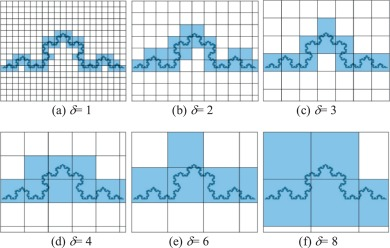 (a) δ= 1
(b) δ= 2
(c) δ= 3
(d) δ= 4
(e) δ= 6
(f) δ= 8